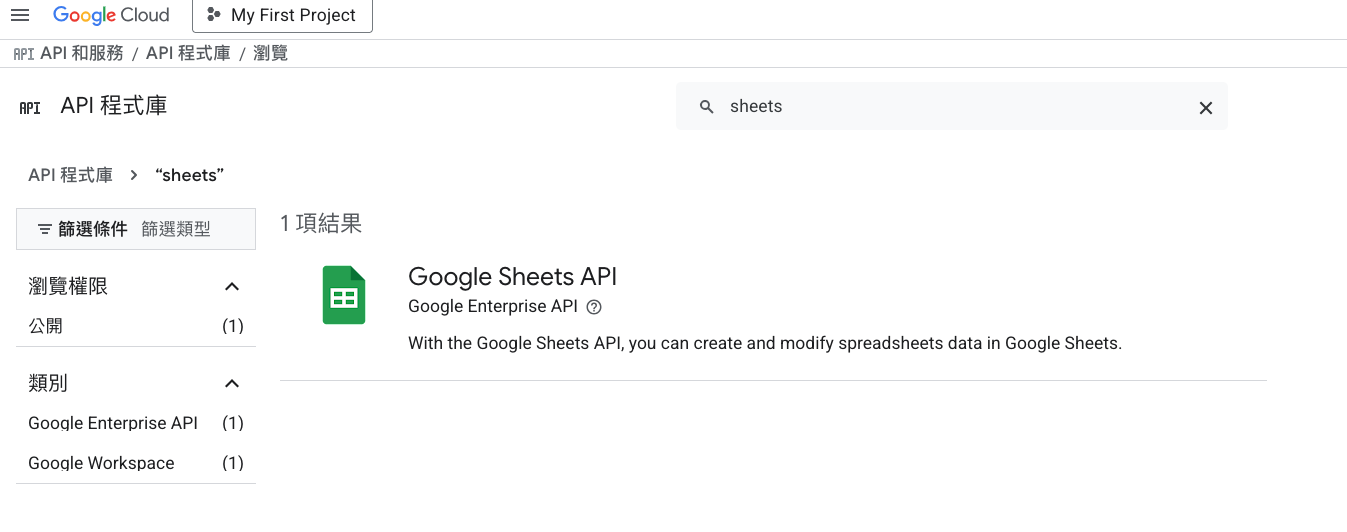 Google Cloud My First Project
API API 和服務 / API 程式庫 / 瀏覽
API API 程式庫 sheets
API 程式庫 > “sheets”
篩選條件 篩選類型
1 項結果
瀏覽權限
公開 (1)
類別
Google Enterprise API (1)
Google Workspace (1)
Google Sheets API
Google Enterprise API
With the Google Sheets API, you can create and modify spreadsheets data in Google Sheets.